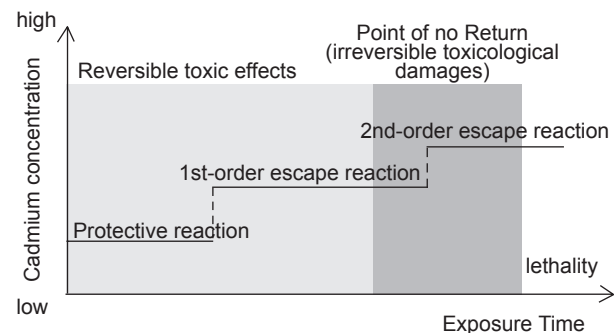 high
Point of no Return
(irreversible toxicological
damages)
Reversible toxic effects
Cadmium concentration
2nd-order escape reaction
1st-order escape reaction
Protective reaction
lethality
low
Exposure Time